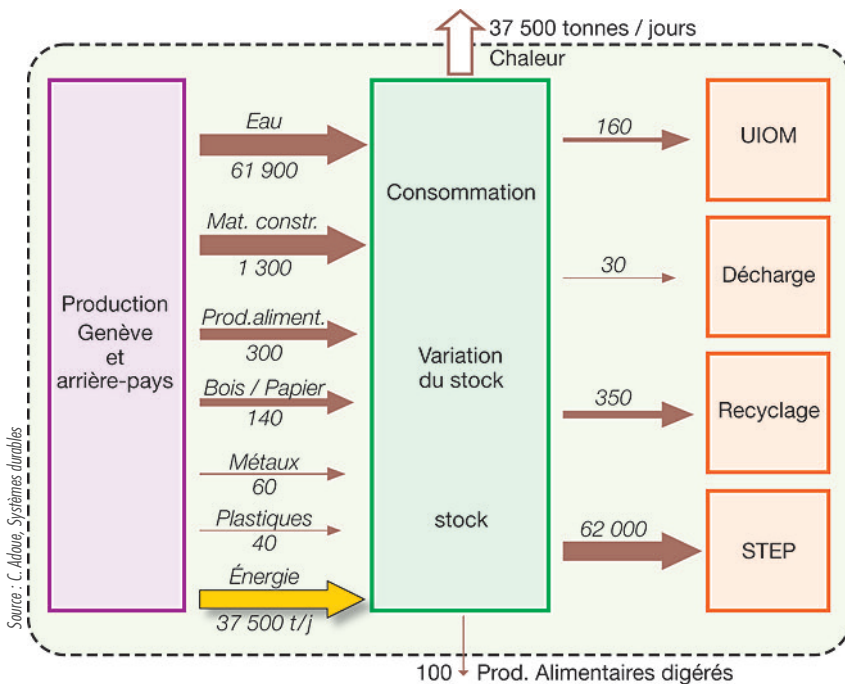 37 500 tonnes / jours
Chaleur
Production
Genève
et
arrière-pays
Eau
61 900
Mat. constr.
1 300
Prod.aliment.
300
Bois / Papier
140
Métaux
60
Plastiques
40
Énergie
37 500 t/j
Consommation
Variation
du stock
stock
160
UIOM
30
Décharge
350
Recyclage
62 000
STEP
100
Prod. Alimentaires digérés
Source : C. Adoue, Systèmes durables